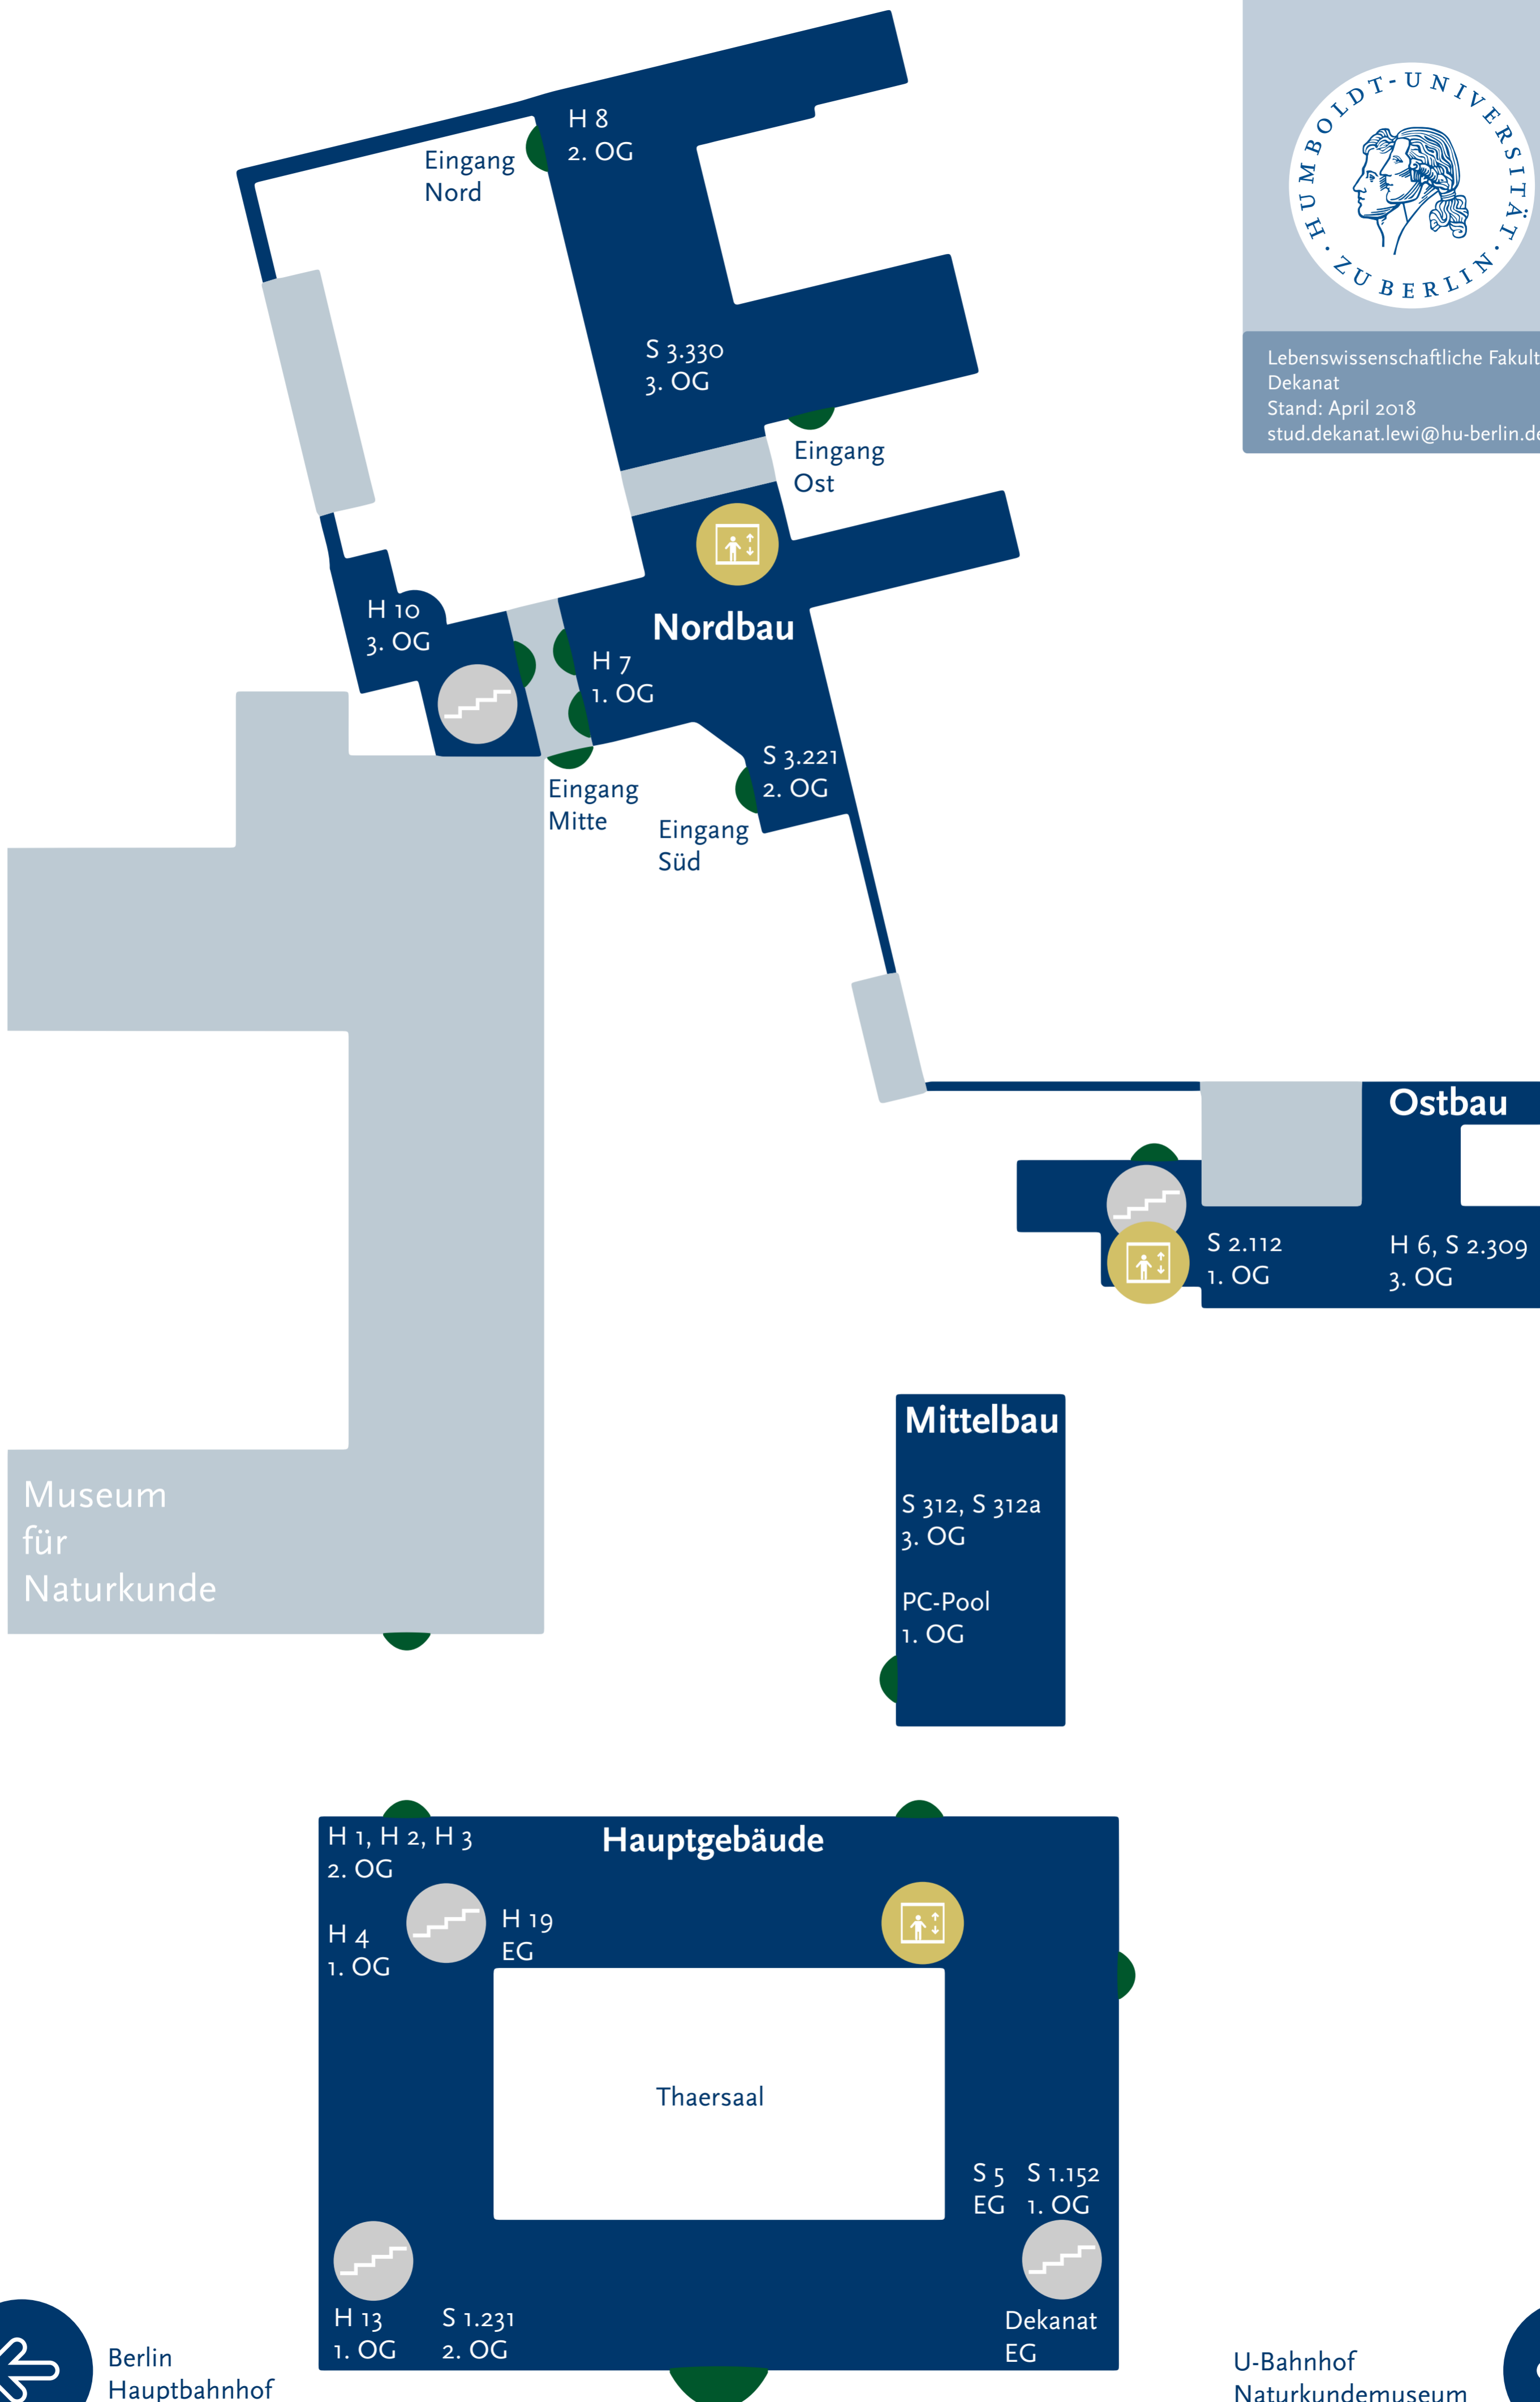 HUMBOLDT-UNIVERSITÄT
· ZU BERLIN ·
Lebenswissenschaftliche
Dekanat
Stand: April 2018
stud.dekanat.lewi@hu-berlin.de
H 8
2. OG
Eingang
Nord
S 3.330
3. OG
Eingang
Ost
Nordbau
H 10
3. OG
H 7
1. OG
S 3.221
2. OG
Eingang
Mitte
Eingang
Süd
Ostbau
S 2.112
1. OG
H 6, S 2.309
3. OG
Mittelbau
S 312, S 312a
3. OG
PC-Pool
1. OG
Museum
für
Naturkunde
Hauptgebäude
H 1, H 2, H 3
2. OG
H 4
1. OG
H 19
EG
Thaersaal
S 5
EG
S 1.152
1. OG
H 13
1. OG
S 1.231
2. OG
Dekanat
EG
Berlin
Hauptbahnhof
U-Bahnhof
Naturkundemuseum